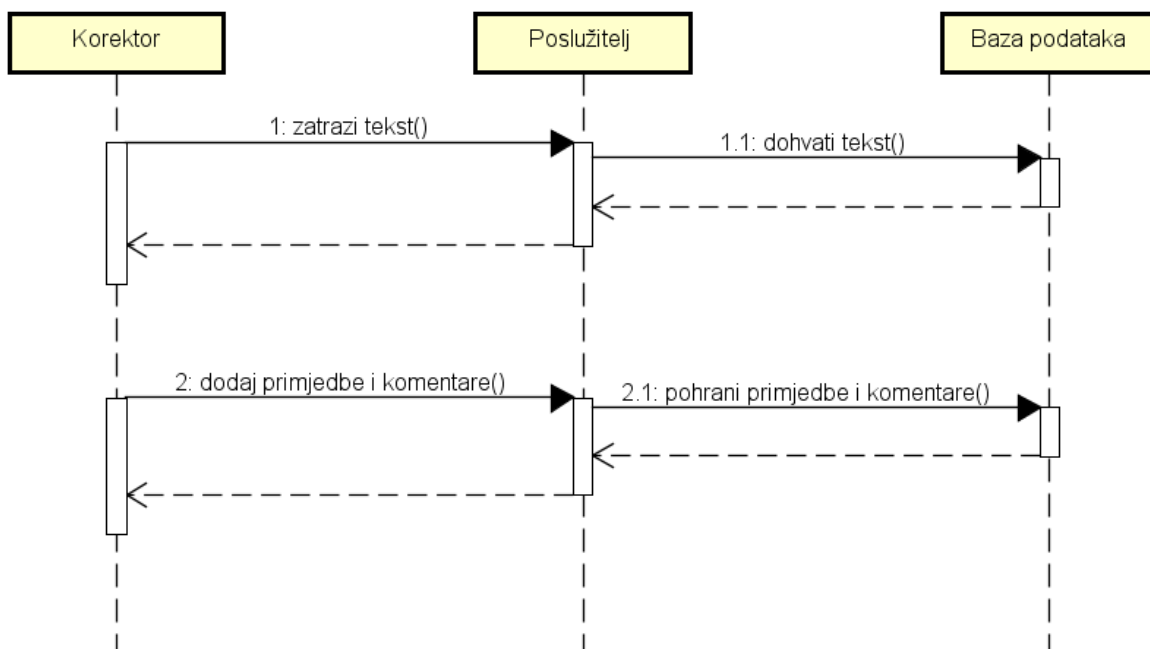 Korektor
Poslužitelj
Baza podataka
1: zatrazi tekst()
1.1: dohvati tekst()
2: dodaj primjedbe i komentare()
2.1: pohrani primjedbe i komentare()